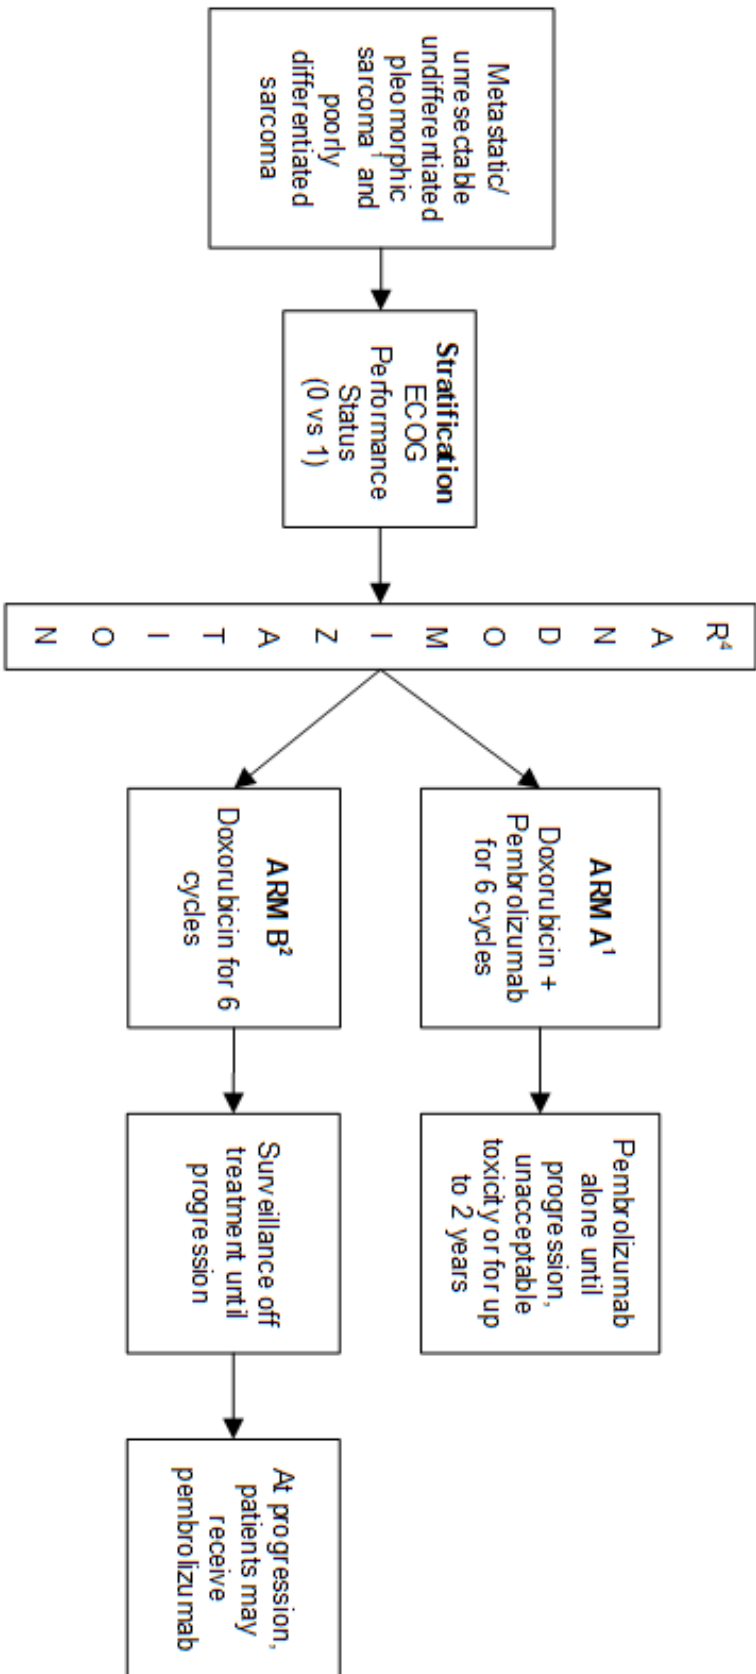 Metastatic/
unresectable
undifferentiated
pleomorphic
sarcoma¹ and
poorly
differentiated
sarcoma
Stratification
ECOG
Performance
Status
(0 vs 1)
R⁴
A
N
D
O
M
I
Z
A
T
I
O
N
ARM A¹
Doxorubicin +
Pembrolizumab
for 6 cycles
Pembrolizumab
alone until
progression,
unacceptable
toxicity or for up
to 2 years
ARM B²
Doxorubicin for 6
cycles
Surveillance off
treatment until
progression
At progression,
patients may
receive
pembrolizumab